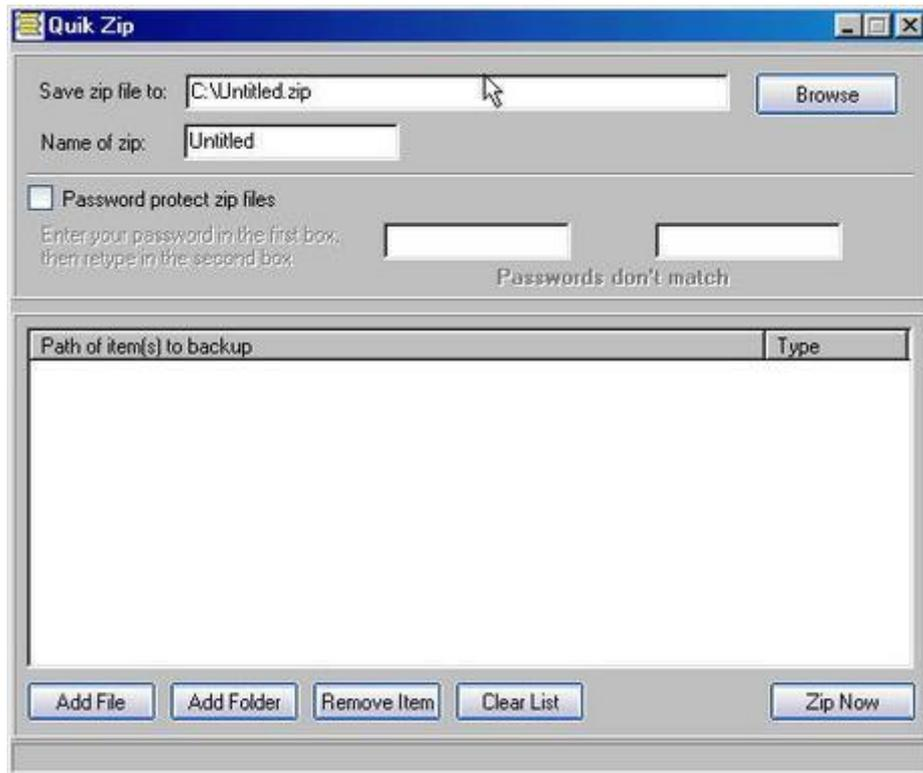 Quik Zip
Save zip file to: C:\Untitled.zip Browse
Name of zip: Untitled
Password protect zip files
Enter your password in the first box,
then retype in the second box
Passwords don't match
Path of item(s) to backup Type
Add File Add Folder Remove Item Clear List Zip Now